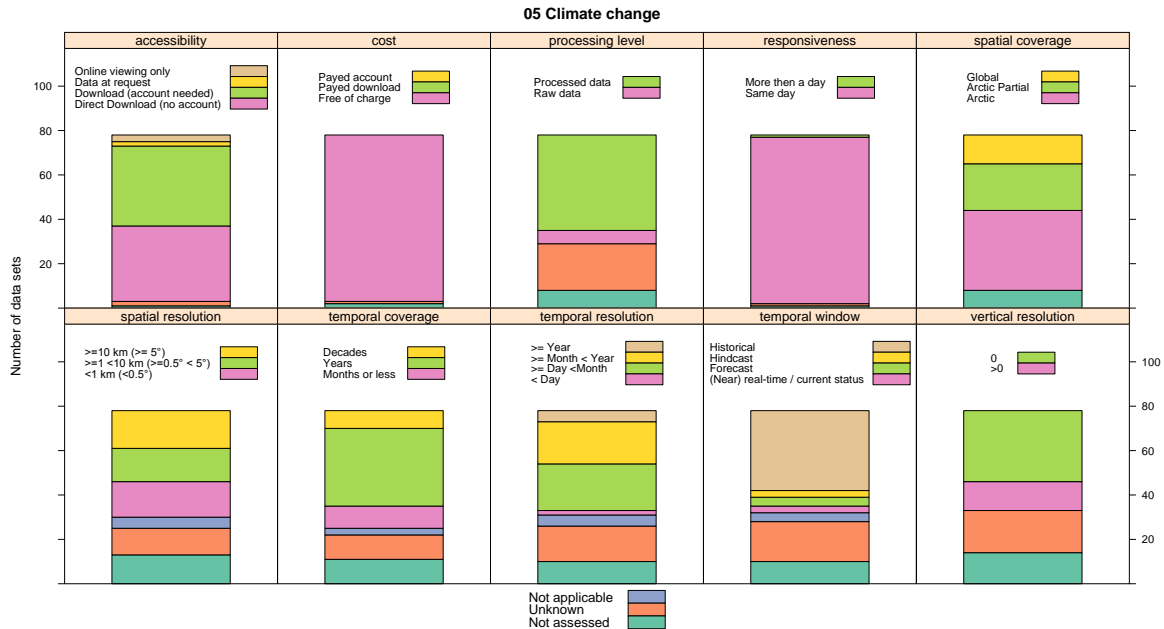 05 Climate change
accessibility
cost
processing level
responsiveness
spatial coverage
Online viewing only
Data at request
Download (account needed)
Direct Download (no account)
Payed account
Payed download
Free of charge
Processed data
Raw data
More then a day
Same day
Global
Arctic Partial
Arctic
100
80
60
40
20
Number of data sets
spatial resolution
temporal coverage
temporal resolution
temporal window
vertical resolution
>=10 km (>= 5°)
>=1 <10 km (>=0.5° < 5°)
<1 km (<0.5°)
Decades
Years
Months or less
>= Year
>= Month < Year
>= Day <Month
< Day
Historical
Hindcast
Forecast
(Near) real-time / current status
0
>0
100
80
60
40
20
Not applicable
Unknown
Not assessed